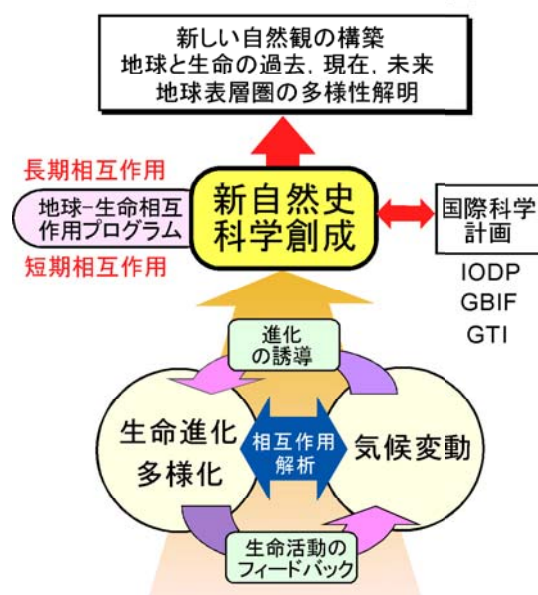 新しい自然観の構築
地球と生命の過去, 現在, 未来
地球表層圏の多様性解明
長期相互作用
地球−生命相互
作用プログラム
短期相互作用
新自然史
科学創成
国際科学
計画
IODP
GBIF
GTI
進化
の誘導
生命進化
多様化
相互作用
解析
気候変動
生命活動の
フィードバック